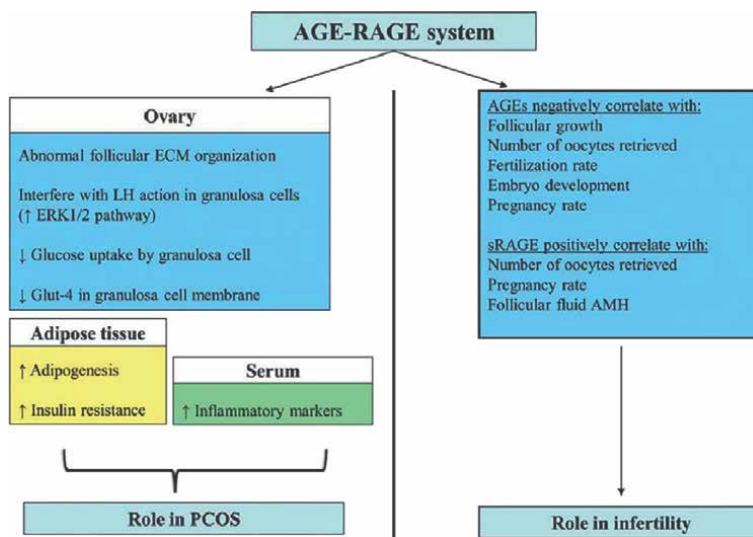 AGE-RAGE system
Ovary
Abnormal follicular ECM organization
Interfere with LH action in granulosa cells
(↑ ERK1/2 pathway)
↓ Glucose uptake by granulosa cell
↓ Glut-4 in granulosa cell membrane
Adipose tissue
↑ Adipogenesis
↑ Insulin resistance
Serum
↑ Inflammatory markers
Role in PCOS
AGEs negatively correlate with:
Follicular growth
Number of oocytes retrieved
Fertilization rate
Embryo development
Pregnancy rate
sRAGE positively correlate with:
Number of oocytes retrieved
Pregnancy rate
Follicular fluid AMH
Role in infertility